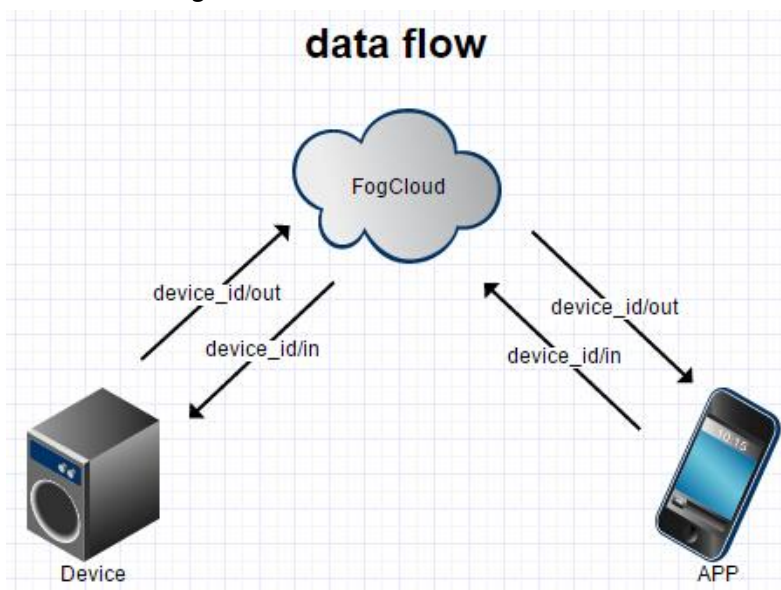 data flow
FogCloud
device_id/out
device_id/in
device_id/out
device_id/in
10:15
Device
APP